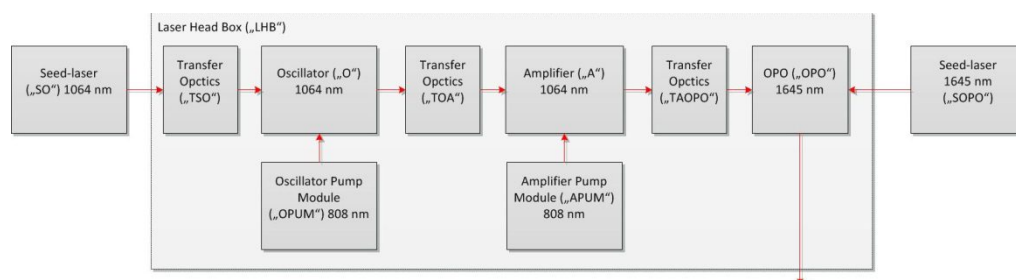 Laser Head Box („LHB“)
Seed-laser
(„SO“) 1064 nm
Transfer
Opctics
(„TSO“)
Oscillator („O“)
1064 nm
Transfer
Opctics
(„TOA“)
Amplifier („A“)
1064 nm
Transfer
Opctics
(„TAOPO“)
OPO („OPO“)
1645 nm
Seed-laser
1645 nm
(„SOPO“)
Oscillator Pump
Module
(„OPUM“) 808 nm
Amplifier Pump
Module („APUM“)
808 nm